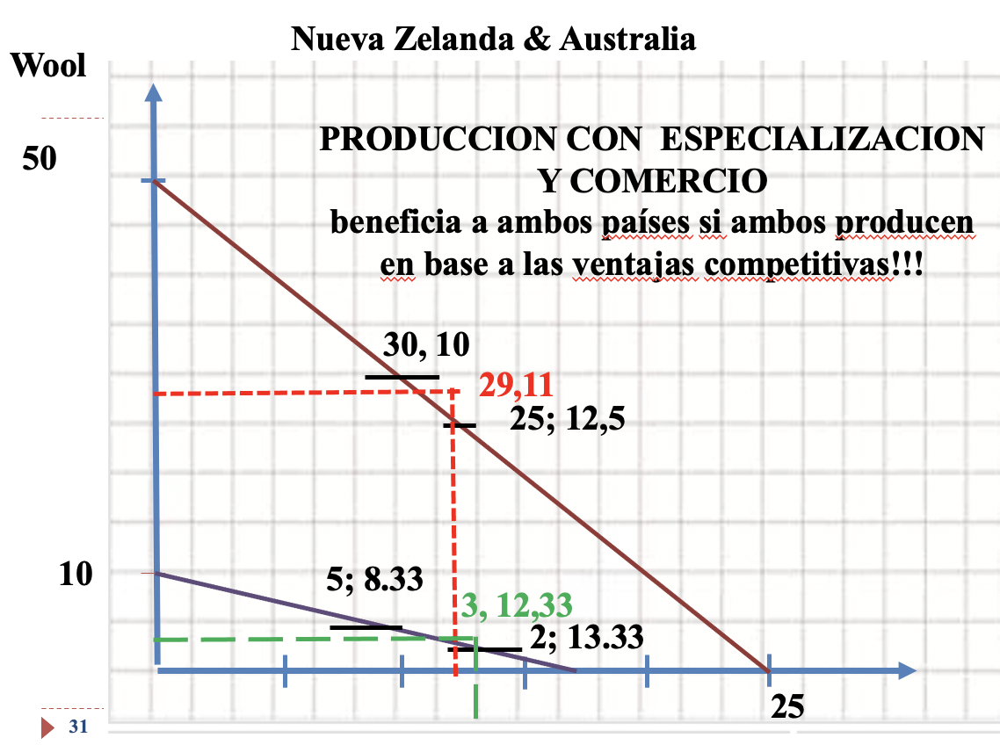 Nueva Zelanda & Australia
Wool
PRODUCCION CON ESPECIALIZACION
Y COMERCIO
50
beneficia a ambos países si ambos producen
en base a las ventajas competitivas!!!
30, 10
29,11
25; 12,5
10
5; 8.33
3, 12,33
2; 13.33
25
31